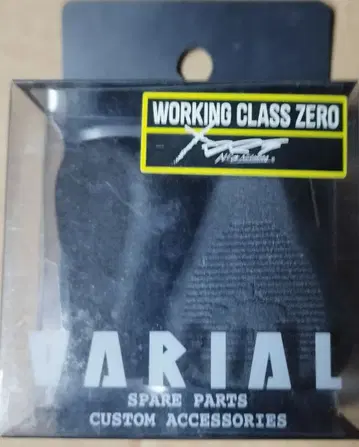 WORKING CLASS ZERO
VARIAL
SPARE PARTS
CUSTOM ACCESSORIES